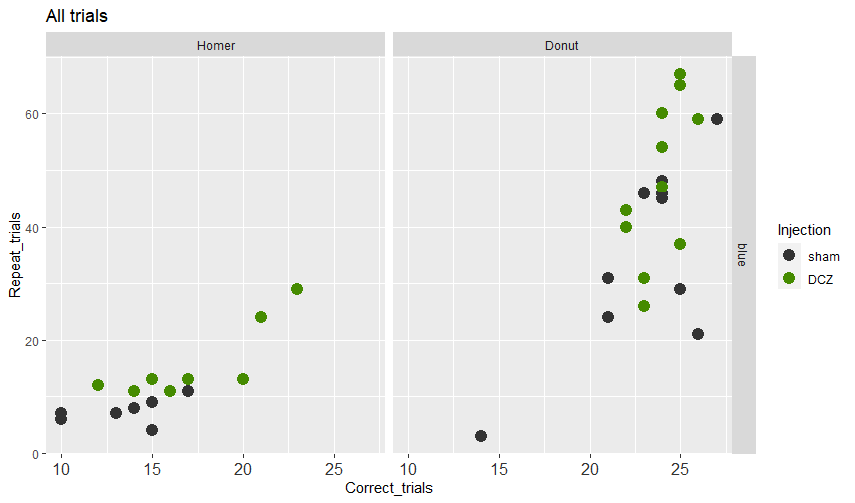 All trials
Homer
Donut
60
40
20
0
Repeat_trials
10 15 20 25
10 15 20 25
Correct_trials
blue
Injection
sham
DCZ